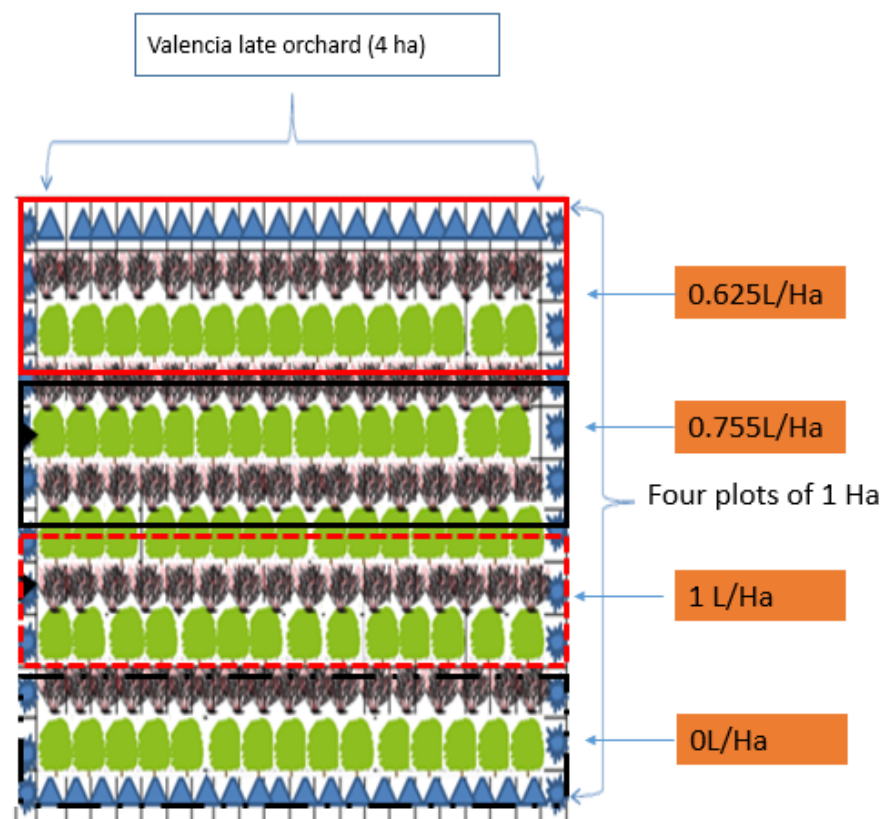 Valencia late orchard (4 ha)
0.625L/Ha
0.755L/Ha
Four plots of 1 Ha
1 L/Ha
0L/Ha